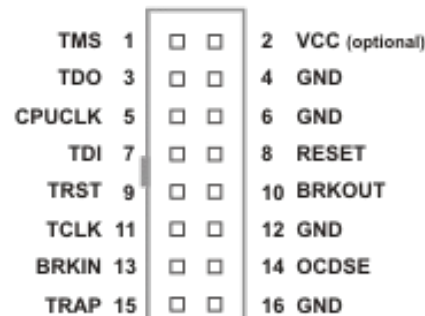 TMS 1 2 VCC (optional)
TDO 3 4 GND
CPUCLK 5 6 GND
TDI 7 8 RESET
TRST 9 10 BRKOUT
TCLK 11 12 GND
BRKIN 13 14 OCDSE
TRAP 15 16 GND